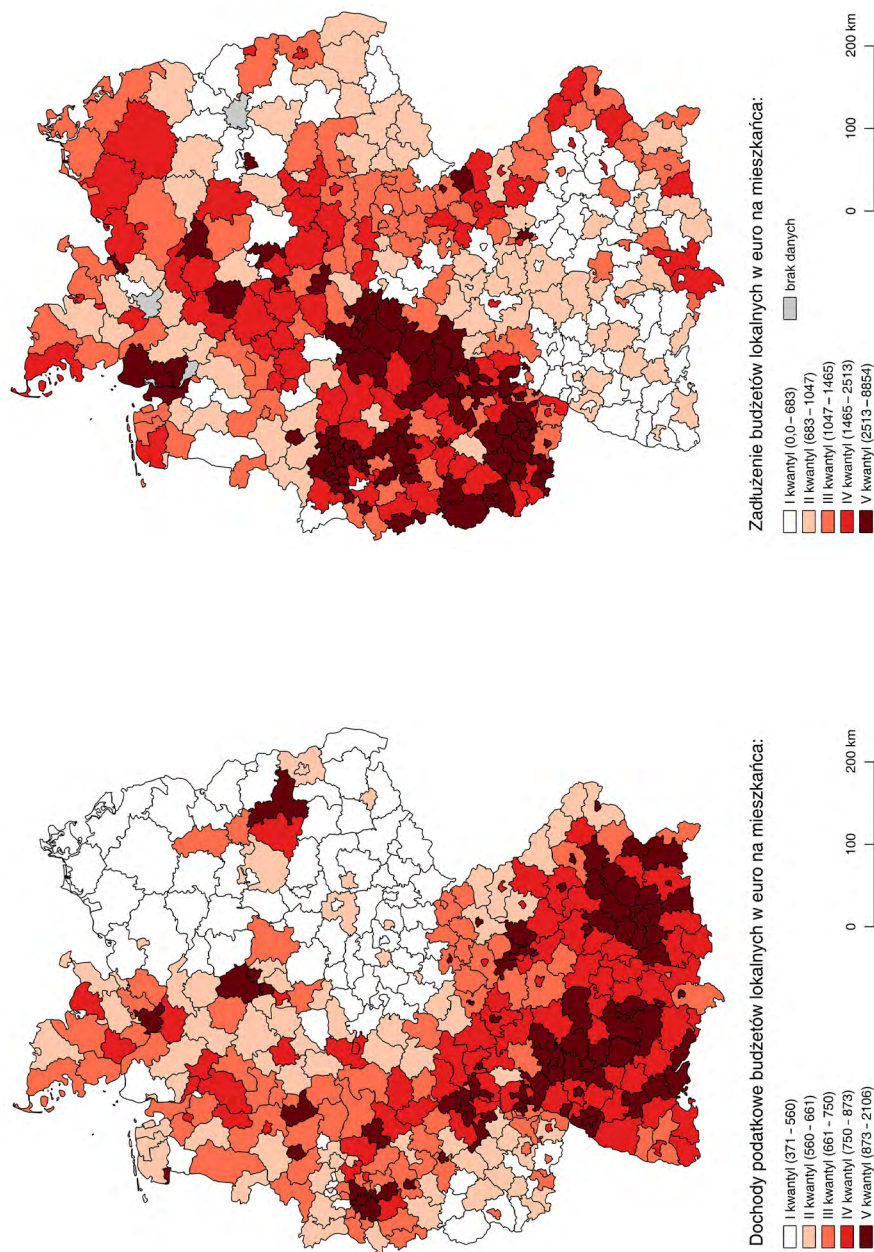 Zadłużenie budżetów lokalnych w euro na mieszkańca:
I kwantyl (0,0 – 683)
II kwantyl (683 – 1047)
III kwantyl (1047 – 1465)
IV kwantyl (1465 – 2513)
V kwantyl (2513 – 8854)
brak danych
0 100 200 km
Dochody podatkowe budżetów lokalnych w euro na mieszkańca:
I kwantyl (371 – 560)
II kwantyl (560 – 661)
III kwantyl (661 – 750)
IV kwantyl (750 – 873)
V kwantyl (873 – 2106)
0 100 200 km